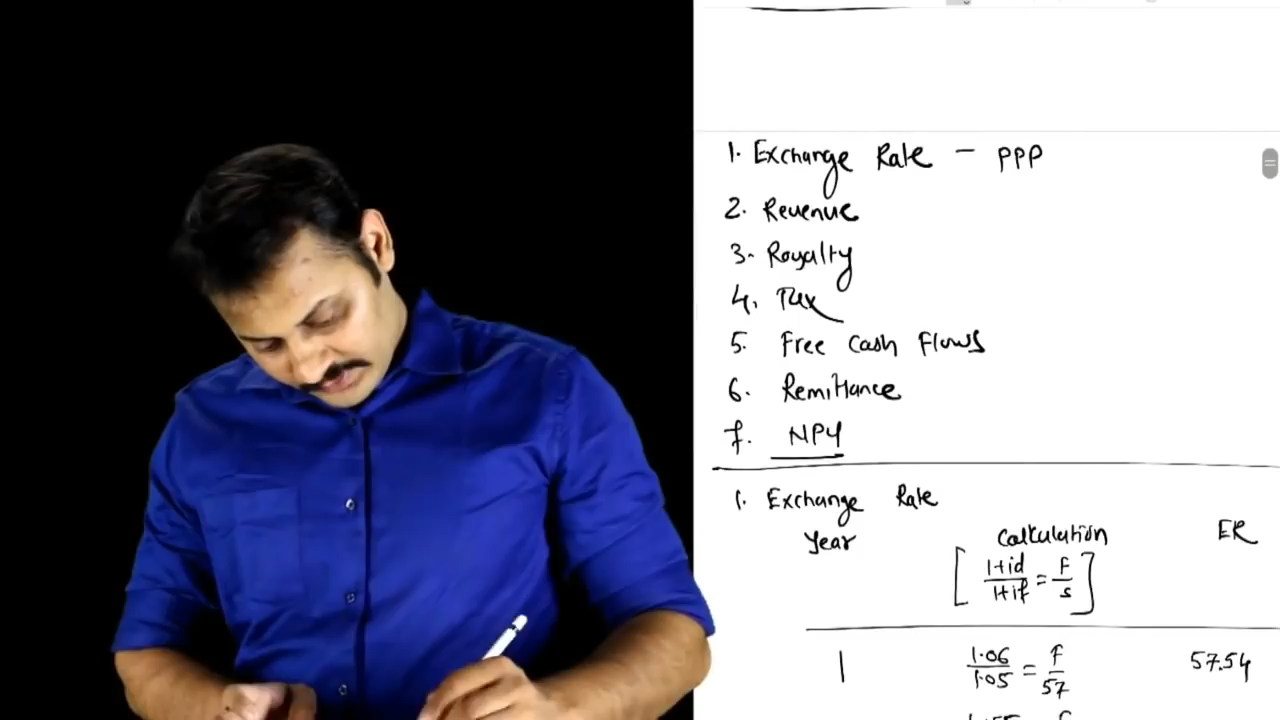 1. Exchange Rate - PPP
2. Revenue
3. Royalty
4. Tax
5. Free Cash Flows
6. Remittance
7. NPV
1. Exchange Rate
Year Calculation ER
[ 1+id / 1+if = F / S ]
1 1.06 / 1.05 = F / 57 57.54